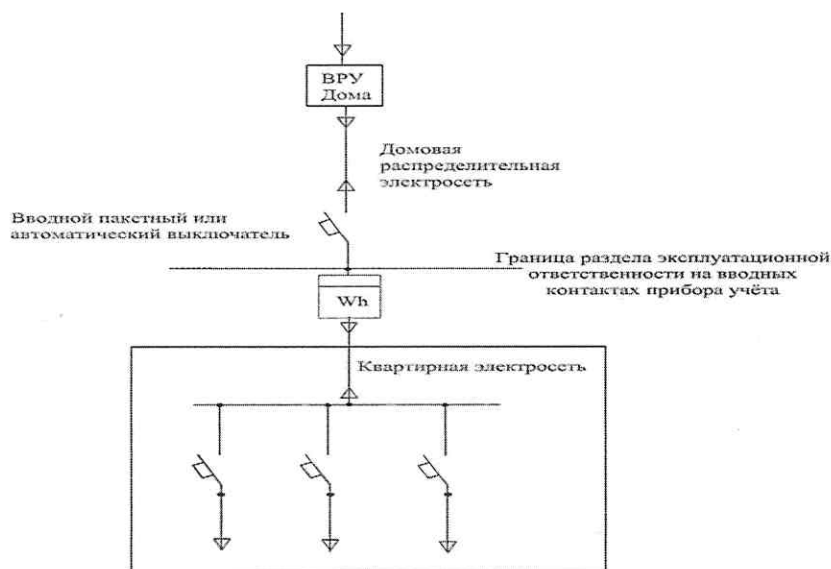 ВРУ
Дома
Домовая
распределительная
электросеть
Вводной пакетный или
автоматический выключатель
Граница раздела эксплуатационной
ответственности на вводных
контактах прибора учёта
Wh
Квартирная электросеть